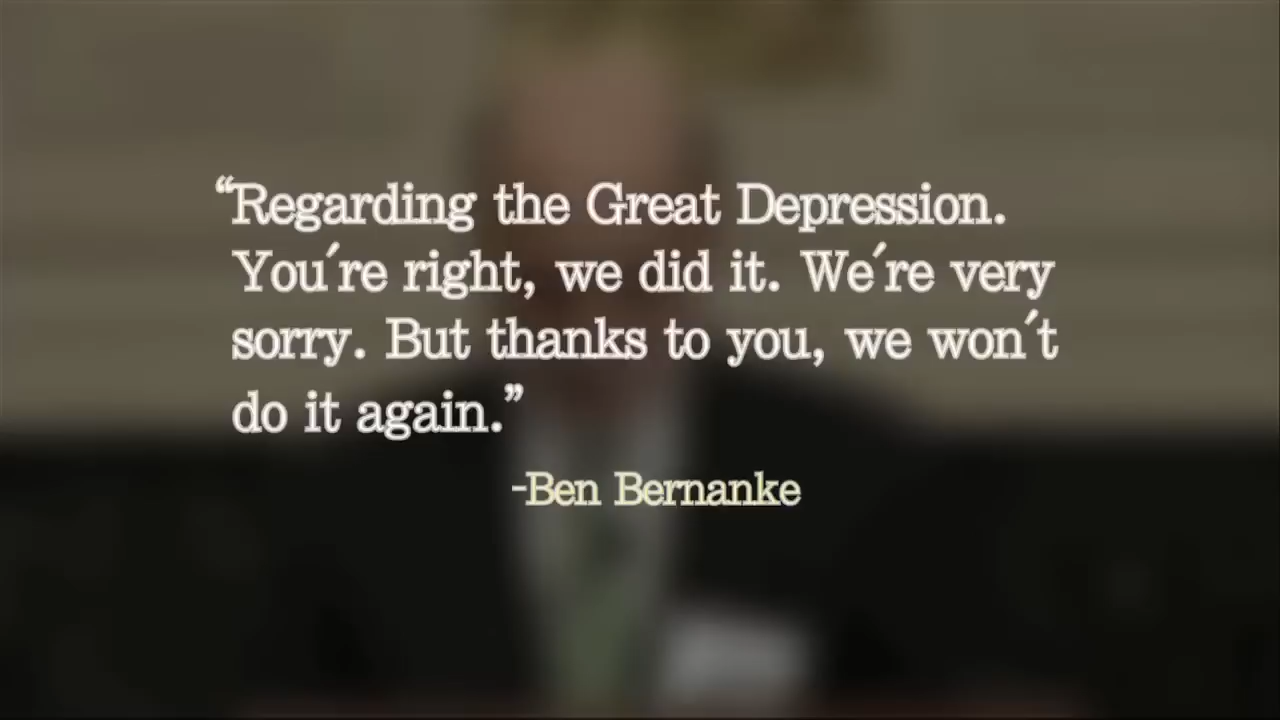 “Regarding the Great Depression.
You´re right, we did it. We´re very
sorry. But thanks to you, we won´t
do it again.”
-Ben Bernanke